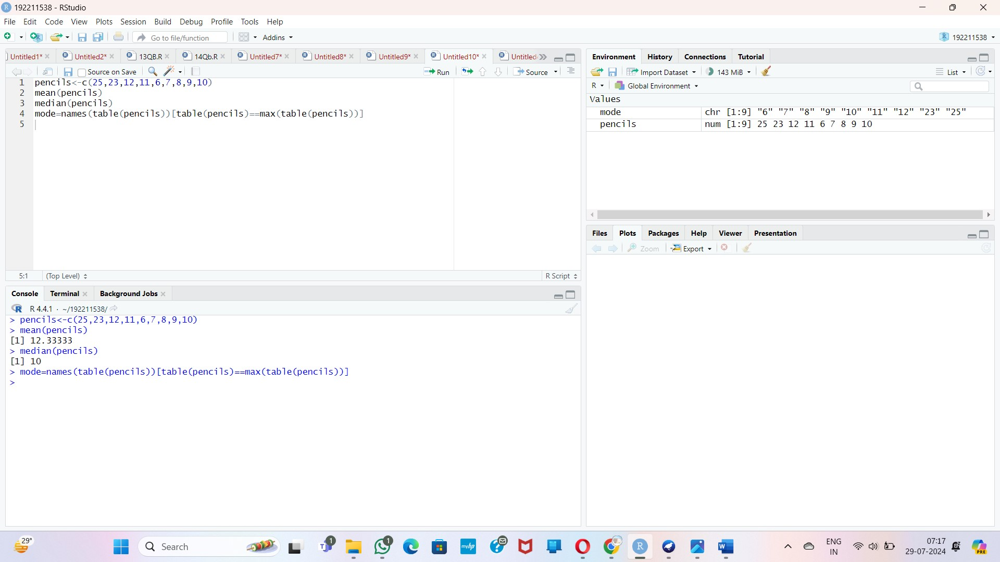 192211538 - RStudio
File Edit Code View Plots Session Build Debug Profile Tools Help
Go to file/function Addins 192211538
Untitled1* Untitled2* 13QB.R 14Qb.R Untitled7* Untitled8* Untitled9* Untitled10* Untitled
Source on Save Run Source
1 pencils<-c(25,23,12,11,6,7,8,9,10)
2 mean(pencils)
3 median(pencils)
4 mode=names(table(pencils))[table(pencils)==max(table(pencils))]
5
5:1 (Top Level) R Script
Console Terminal Background Jobs
R 4.4.1 · ~/192211538/
> pencils<-c(25,23,12,11,6,7,8,9,10)
> mean(pencils)
[1] 12.33333
> median(pencils)
[1] 10
> mode=names(table(pencils))[table(pencils)==max(table(pencils))]
>
Environment History Connections Tutorial
Import Dataset 143 MiB List
R Global Environment
Values
mode chr [1:9] "6" "7" "8" "9" "10" "11" "12" "23" "25"
pencils num [1:9] 25 23 12 11 6 7 8 9 10
Files Plots Packages Help Viewer Presentation
Zoom Export
29°
Search
1
1
myhp
ENG
IN
07:17
29-07-2024
PRE